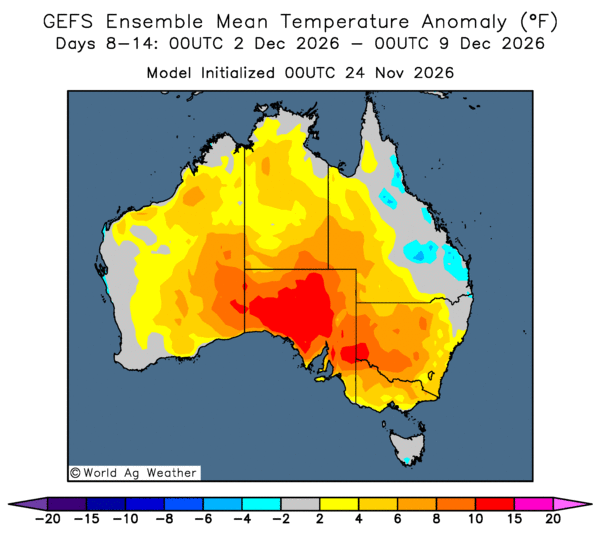 GEFS Ensemble Mean Temperature Anomaly (°F)
Days 8-14: 00UTC 2 Dec 2026 - 00UTC 9 Dec 2026
Model Initialized 00UTC 24 Nov 2026
©World Ag Weather
-20 -15 -10 -8 -6 -4 -2 2 4 6 8 10 15 20